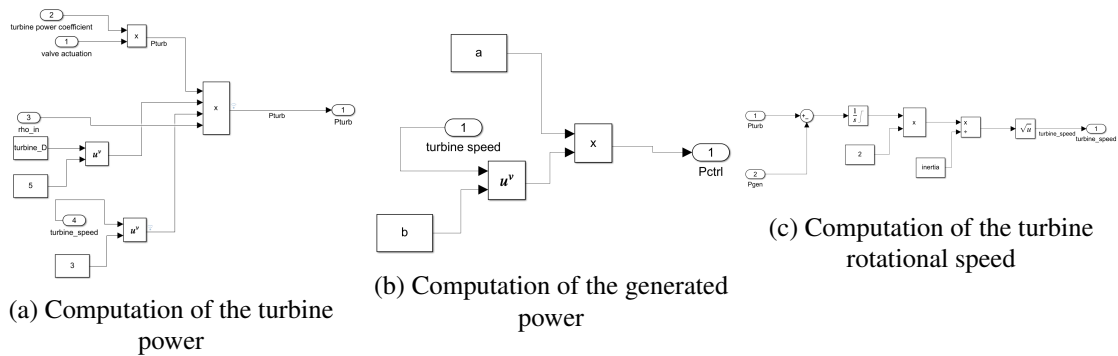 2
turbine power coefficient
1
valve actuation
x
Pturb
3
rho_in
turbine_D
5
u^v
x
Pturb
1
Pturb
4
turbine_speed
3
u^v
(a) Computation of the turbine
power
a
1
turbine speed
b
u^v
x
1
Pctrl
(b) Computation of the generated
power
1
Pturb
2
Pgen
+
−
1
s
∫
2
x
inertia
x
÷
√u
turbine_speed
1
turbine_speed
(c) Computation of the turbine
rotational speed